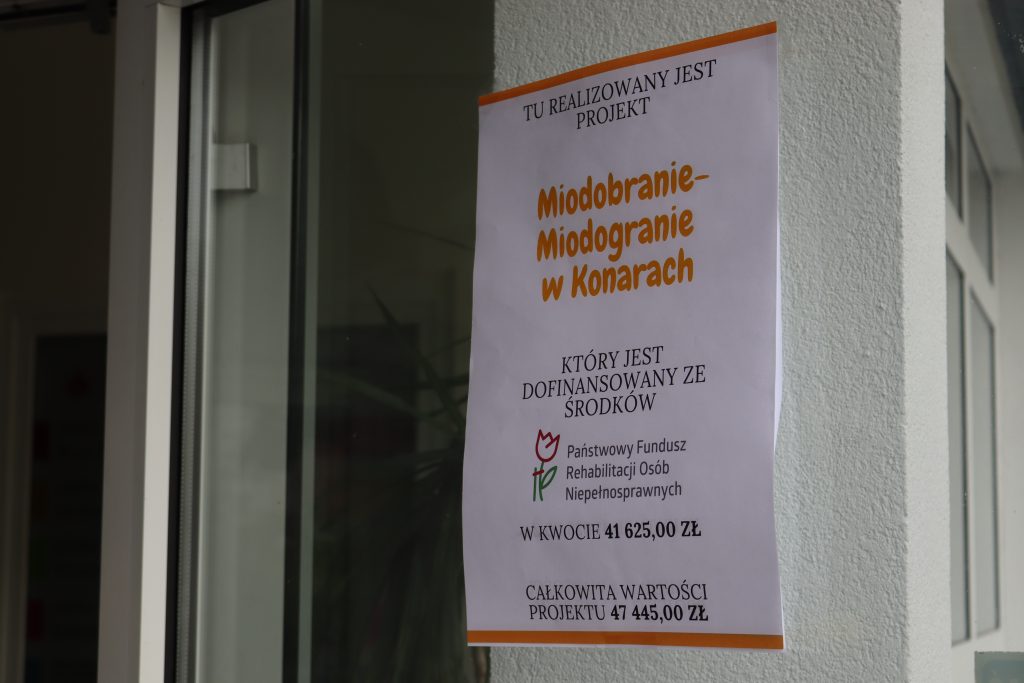 TU REALIZOWANY JEST
PROJEKT
Miodobranie-
Miodogranie
w Konarach
KTÓRY JEST
DOFINANSOWANY ZE
ŚRODKÓW
Państwowy Fundusz
Rehabilitacji Osób
Niepełnosprawnych
W KWOCIE 41 625,00 ZŁ
CAŁKOWITA WARTOŚCI
PROJEKTU 47 445,00 ZŁ